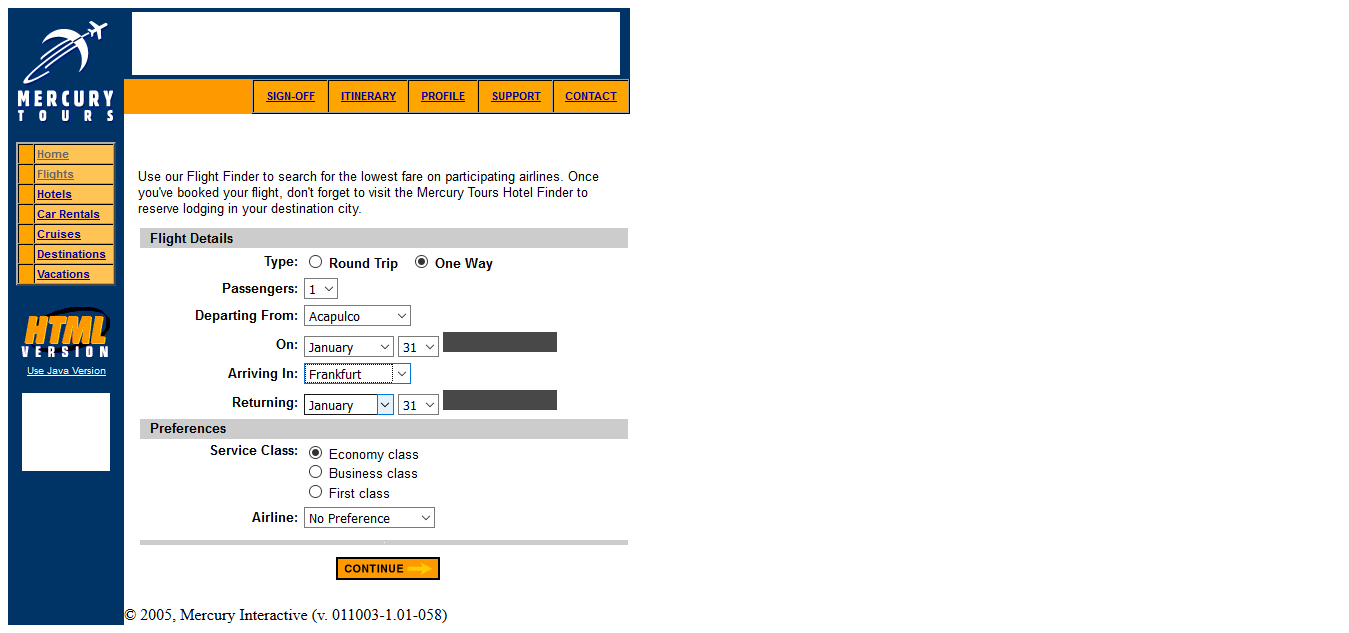 MERCURY
TOURS
SIGN-OFF ITINERARY PROFILE SUPPORT CONTACT
Home
Flights
Hotels
Car Rentals
Cruises
Destinations
Vacations
HTML
VERSION
Use Java Version
Use our Flight Finder to search for the lowest fare on participating airlines. Once
you've booked your flight, don't forget to visit the Mercury Tours Hotel Finder to
reserve lodging in your destination city.
Flight Details
Type: Round Trip One Way
Passengers: 1
Departing From: Acapulco
On: January 31
Arriving In: Frankfurt
Returning: January 31
Preferences
Service Class: Economy class
Business class
First class
Airline: No Preference
CONTINUE
© 2005, Mercury Interactive (v. 011003-1.01-058)